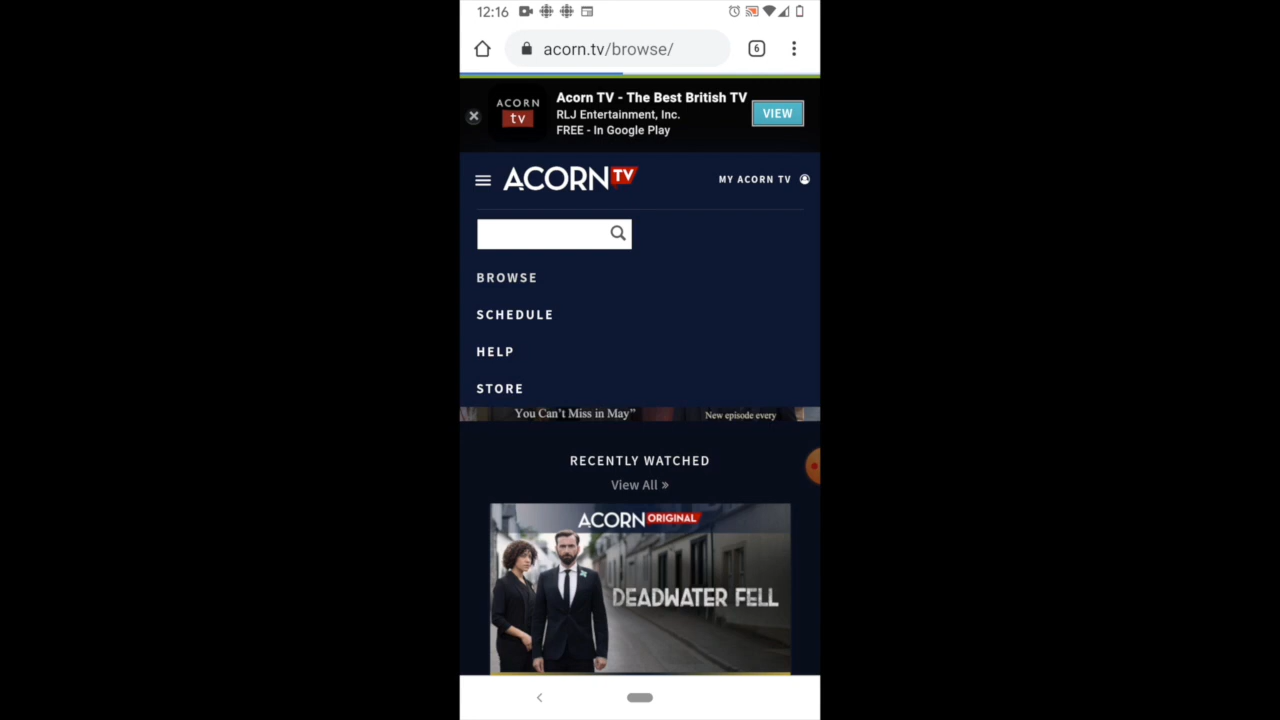 12:16
acorn.tv/browse/
6
ACORN
tv
Acorn TV - The Best British TV
RLJ Entertainment, Inc.
FREE - In Google Play
VIEW
ACORN TV
MY ACORN TV
BROWSE
SCHEDULE
HELP
STORE
You Can't Miss in May”
New episode every
RECENTLY WATCHED
View All »
ACORN ORIGINAL
DEADWATER FELL